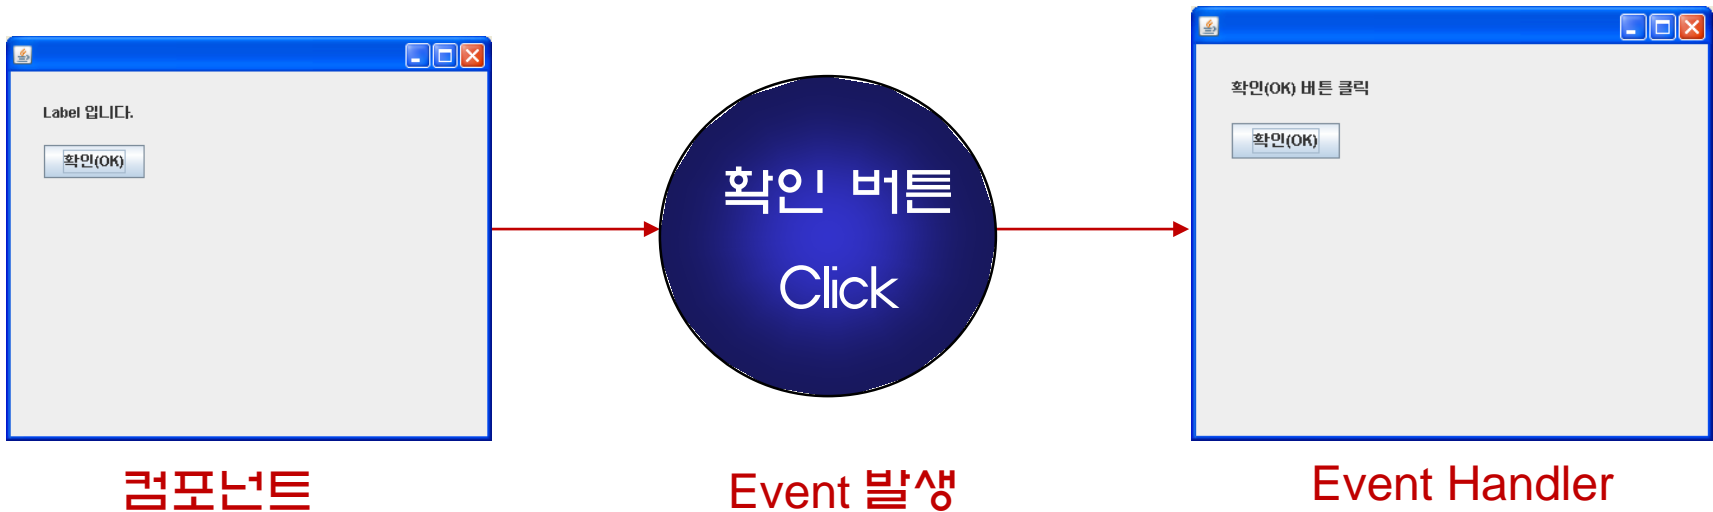 Label 입니다.
확인(OK)
확인 버튼
Click
확인(OK) 버튼 클릭
확인(OK)
컴포넌트
Event 발생
Event Handler